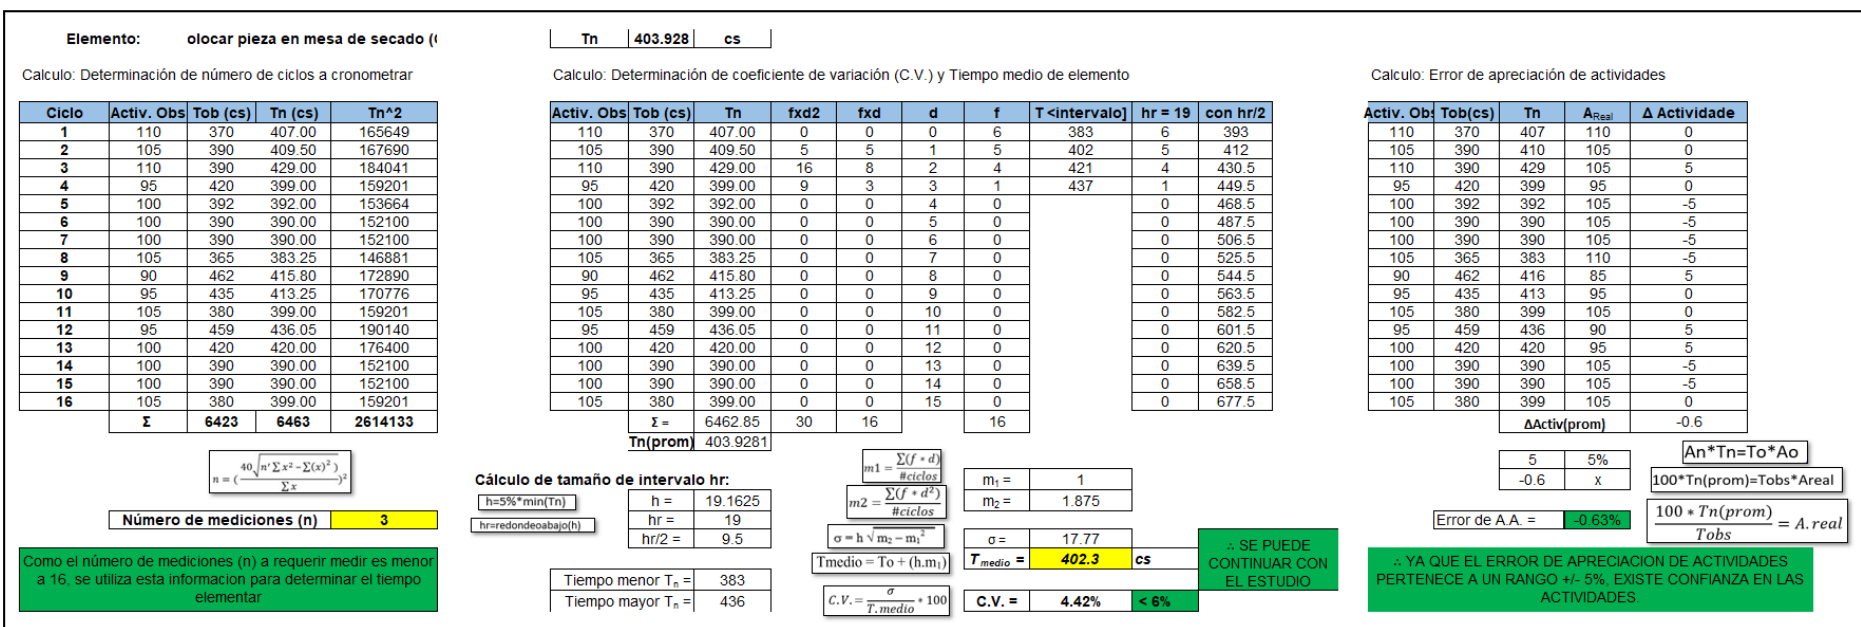 Elemento: olocar pieza en mesa de secado (
Tn 403.928 cs
Calculo: Determinación de número de ciclos a cronometrar
Ciclo Activ. Obs Tob (cs) Tn (cs) Tn^2
1 110 370 407.00 165649
2 105 390 409.50 167690
3 110 390 429.00 184041
4 95 420 399.00 159201
5 100 392 392.00 153664
6 100 390 390.00 152100
7 100 390 390.00 152100
8 105 365 383.25 146881
9 90 462 415.80 172890
10 95 435 413.25 170776
11 105 380 399.00 159201
12 95 459 436.05 190140
13 100 420 420.00 176400
14 100 390 390.00 152100
15 100 390 390.00 152100
16 105 380 399.00 159201
Σ 6423 6463 2614133
n = (40√(n'∑x² − ∑(x)²) / ∑x)²
Número de mediciones (n) 3
Como el número de mediciones (n) a requerir medir es menor
a 16, se utiliza esta informacion para determinar el tiempo
elementar
Calculo: Determinación de coeficiente de variación (C.V.) y Tiempo medio de elemento
Activ. Obs Tob (cs) Tn fxd2 fxd d f T <intervalo] hr = 19 con hr/2
110 370 407.00 0 0 0 6 383 6 393
105 390 409.50 5 5 1 5 402 5 412
110 390 429.00 16 8 2 4 421 4 430.5
95 420 399.00 9 3 3 1 437 1 449.5
100 392 392.00 0 0 4 0 0 468.5
100 390 390.00 0 0 5 0 0 487.5
100 390 390.00 0 0 6 0 0 506.5
105 365 383.25 0 0 7 0 0 525.5
90 462 415.80 0 0 8 0 0 544.5
95 435 413.25 0 0 9 0 0 563.5
105 380 399.00 0 0 10 0 0 582.5
95 459 436.05 0 0 11 0 0 601.5
100 420 420.00 0 0 12 0 0 620.5
100 390 390.00 0 0 13 0 0 639.5
100 390 390.00 0 0 14 0 0 658.5
105 380 399.00 0 0 15 0 0 677.5
Σ = 6462.85 30 16 16
Tn(prom) 403.9281
Cálculo de tamaño de intervalo hr:
h=5%*min(Tn)
hr=redondeoabajo(h)
h = 19.1625
hr = 19
hr/2 = 9.5
Tiempo menor Tn = 383
Tiempo mayor Tn = 436
m1 = ∑(f * d) / #ciclos
m2 = ∑(f * d²) / #ciclos
σ = h √(m₂ − m₁²)
Tmedio = To + (h.m₁)
C.V. = σ / T.medio * 100
m₁ = 1
m₂ = 1.875
σ = 17.77
T medio = 402.3 cs
C.V. = 4.42% < 6%
∴ SE PUEDE
CONTINUAR CON
EL ESTUDIO
Calculo: Error de apreciación de actividades
Activ. Obs Tob(cs) Tn AReal Δ Actividade
110 370 407 110 0
105 390 410 105 0
110 390 429 105 5
95 420 399 95 0
100 392 392 105 -5
100 390 390 105 -5
100 390 390 105 -5
105 365 383 110 -5
90 462 416 85 5
95 435 413 95 0
105 380 399 105 0
95 459 436 90 5
100 420 420 95 5
100 390 390 105 -5
100 390 390 105 -5
105 380 399 105 0
ΔActiv(prom) -0.6
5 5%
-0.6 x
Error de A.A. = -0.63%
An*Tn=To*Ao
100*Tn(prom)=Tobs*Areal
100 * Tn(prom) / Tobs = A.real
∴ YA QUE EL ERROR DE APRECIACION DE ACTIVIDADES
PERTENECE A UN RANGO +/- 5%, EXISTE CONFIANZA EN LAS
ACTIVIDADES.